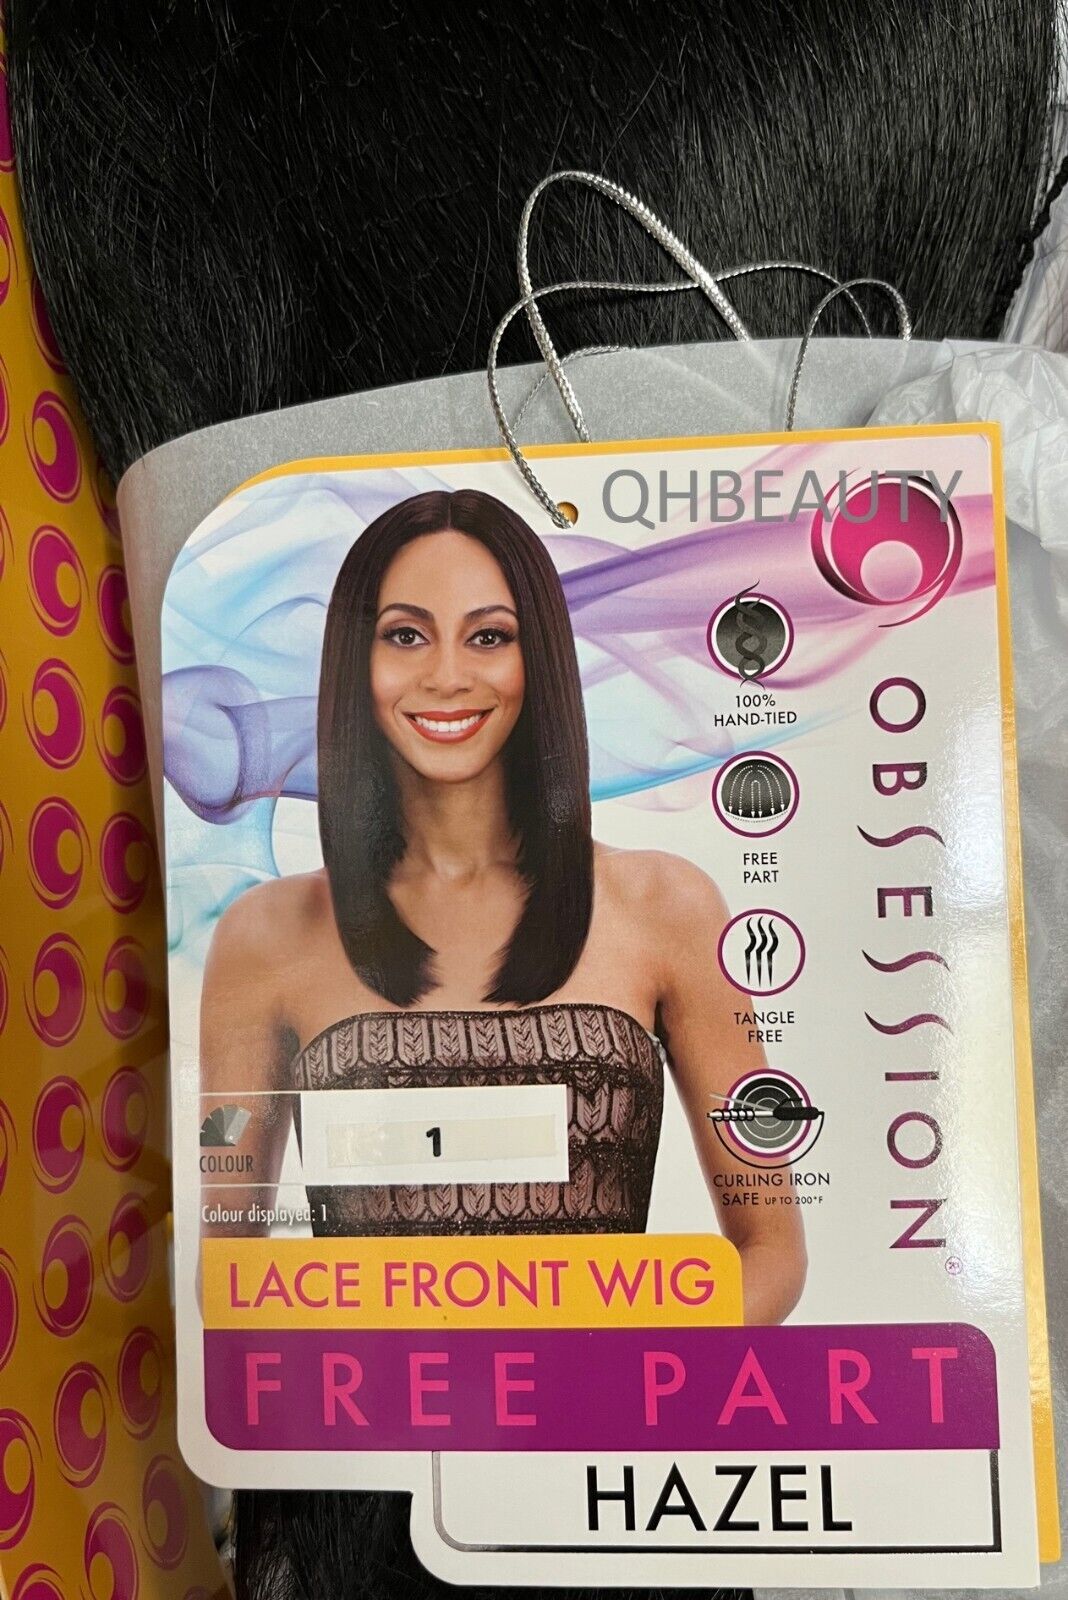 QHBEAUTY
OBSESSION®
100%
HAND-TIED
FREE
PART
TANGLE
FREE
CURLING IRON
SAFE UP TO 200°F
COLOUR
1
Colour displayed: 1
LACE FRONT WIG
FREE PART
HAZEL